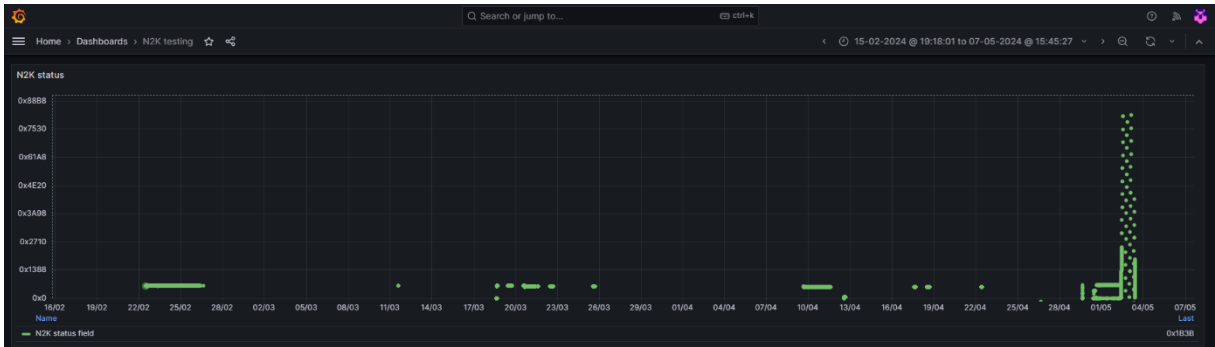 Search or jump to... ctrl+k
Home › Dashboards › N2K testing 15-02-2024 @ 19:18:01 to 07-05-2024 @ 15:45:27
N2K status
0x88B8
0x7530
0x61A8
0x4E20
0x3A98
0x2710
0x1388
0x0
16/02 19/02 22/02 25/02 28/02 02/03 05/03 08/03 11/03 14/03 17/03 20/03 23/03 26/03 29/03 01/04 04/04 07/04 10/04 13/04 16/04 19/04 22/04 25/04 28/04 01/05 04/05 07/05
Name Last
N2K status field 0x1B3B